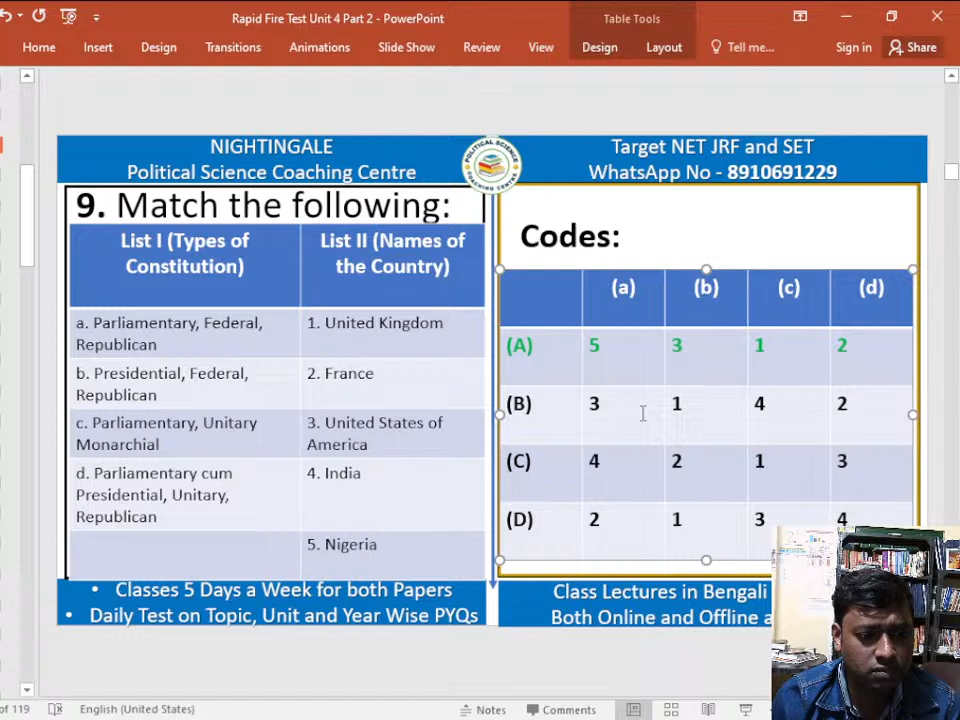 Rapid Fire Test Unit 4 Part 2 - PowerPoint
Table Tools
Home Insert Design Transitions Animations Slide Show Review View Design Layout Tell me... Sign in Share
NIGHTINGALE
Political Science Coaching Centre
POLITICAL SCIENCE
COACHING CENTRE
Target NET JRF and SET
WhatsApp No - 8910691229
9. Match the following:
List I (Types of
Constitution)
List II (Names of
the Country)
a. Parliamentary, Federal,
Republican
1. United Kingdom
b. Presidential, Federal,
Republican
2. France
c. Parliamentary, Unitary
Monarchial
3. United States of
America
d. Parliamentary cum
Presidential, Unitary,
Republican
4. India
5. Nigeria
Codes:
(a) (b) (c) (d)
(A) 5 3 1 2
(B) 3 1 4 2
(C) 4 2 1 3
(D) 2 1 3 4
• Classes 5 Days a Week for both Papers
• Daily Test on Topic, Unit and Year Wise PYQs
Class Lectures in Bengali
Both Online and Offline
of 119 English (United States) Notes Comments